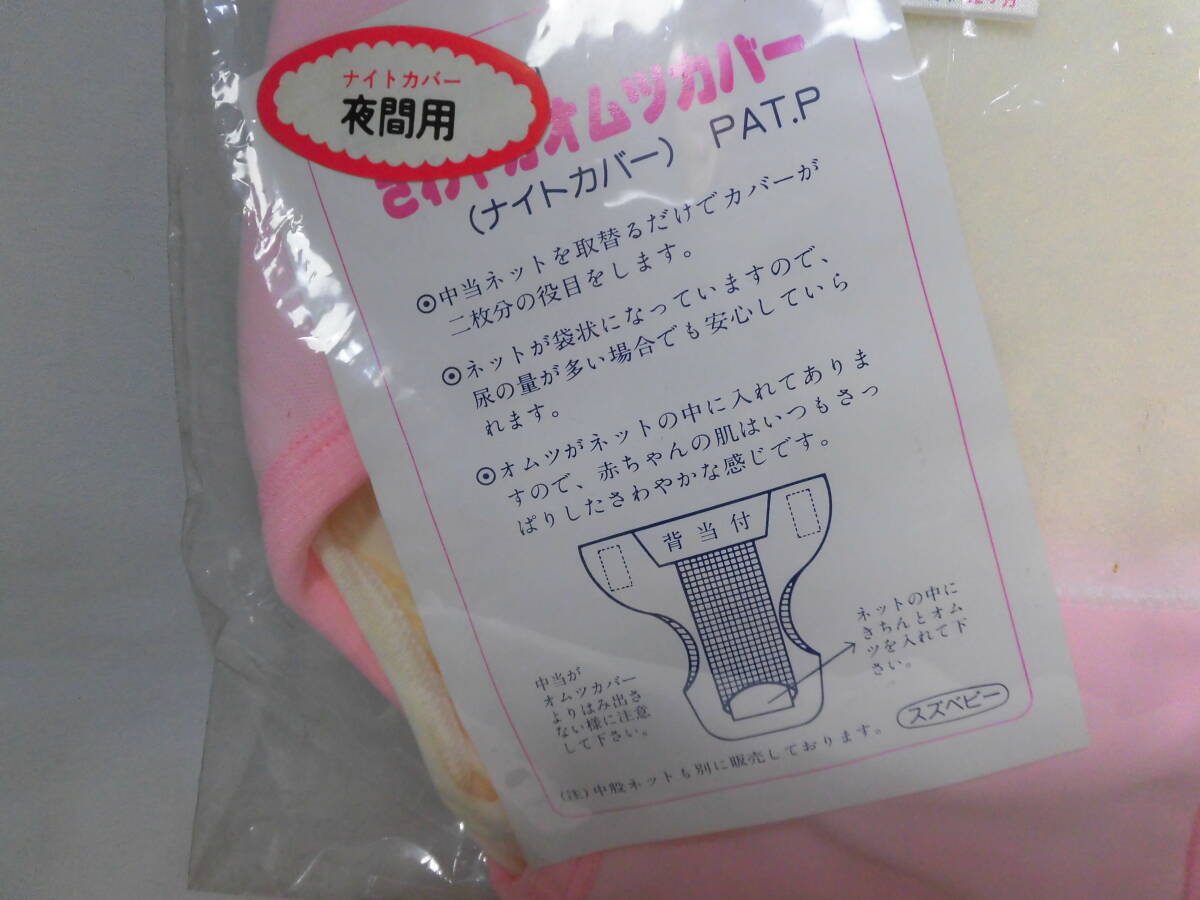 ナイトカバー
夜間用
オムツカバー
(ナイトカバー) PAT.P
⊙中当ネットを取替るだけでカバーが
二枚分の役目をします。
⊙ネットが袋状になっていますので、
尿の量が多い場合でも安心していら
れます。
⊙オムツがネットの中に入れてありま
すので、赤ちゃんの肌はいつもさっ
ぱりしたさわやかな感じです。
背当付
ネットの中に
きちんとオム
ツを入れて下
さい。
中当が
オムツカバー
よりはみ出さ
ない様に注意
して下さい。
スズベビー
(注)中股ネットも別に販売しております。